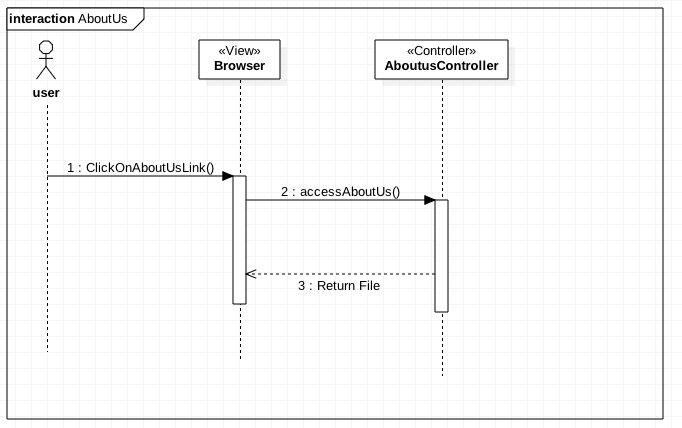 interaction AboutUs
user
«View»
Browser
«Controller»
AboutusController
1 : ClickOnAboutUsLink()
2 : accessAboutUs()
3 : Return File